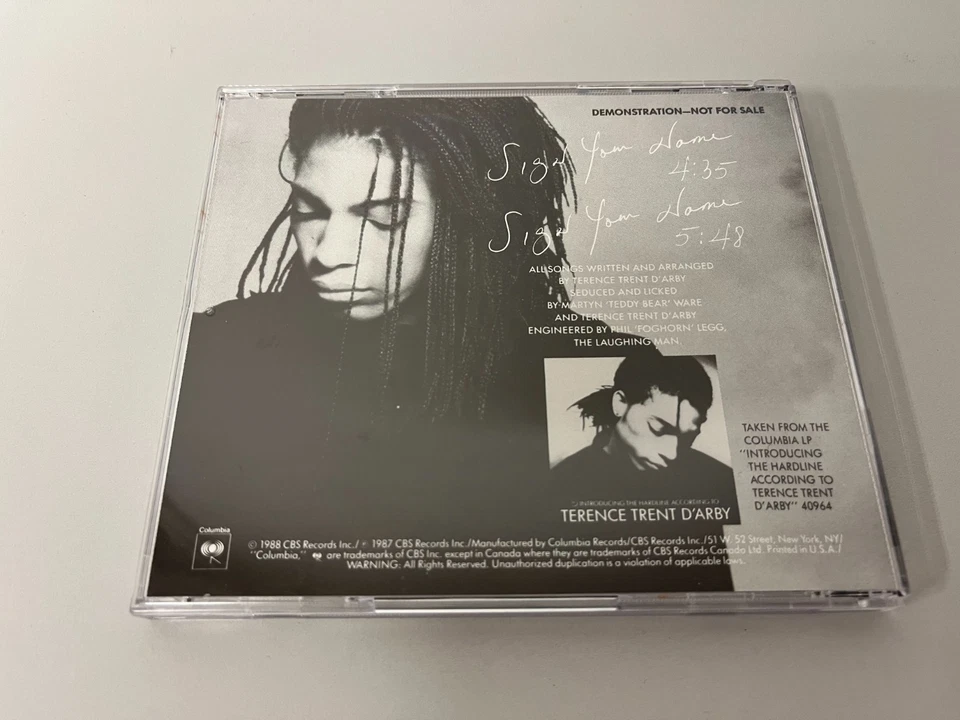 DEMONSTRATION—NOT FOR SALE
Sign Your Name
4:35
Sign Your Name
5:48
ALL SONGS WRITTEN AND ARRANGED
BY TERENCE TRENT D'ARBY
SEDUCED AND LICKED
BY MARTYN 'TEDDY BEAR' WARE
AND TERENCE TRENT D'ARBY
ENGINEERED BY PHIL 'FOGHORN' LEGG,
THE LAUGHING MAN.
INTRODUCING THE HARDLINE ACCORDING TO
TERENCE TRENT D'ARBY
TAKEN FROM THE
COLUMBIA LP
"INTRODUCING
THE HARDLINE
ACCORDING TO
TERENCE TRENT
D'ARBY" 40964
Columbia
© 1988 CBS Records Inc./ ℗ 1987 CBS Records Inc./Manufactured by Columbia Records/CBS Records Inc./51 W. 52 Street, New York, NY/
"Columbia," are trademarks of CBS Inc. except in Canada where they are trademarks of CBS Records Canada Ltd. Printed in U.S.A./
WARNING: All Rights Reserved. Unauthorized duplication is a violation of applicable laws.